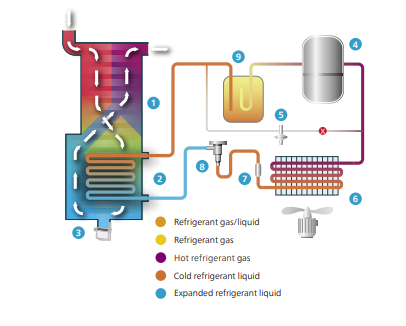 9
4
1
5
x
8
7
2
6
3
Refrigerant gas/liquid
Refrigerant gas
Hot refrigerant gas
Cold refrigerant liquid
Expanded refrigerant liquid